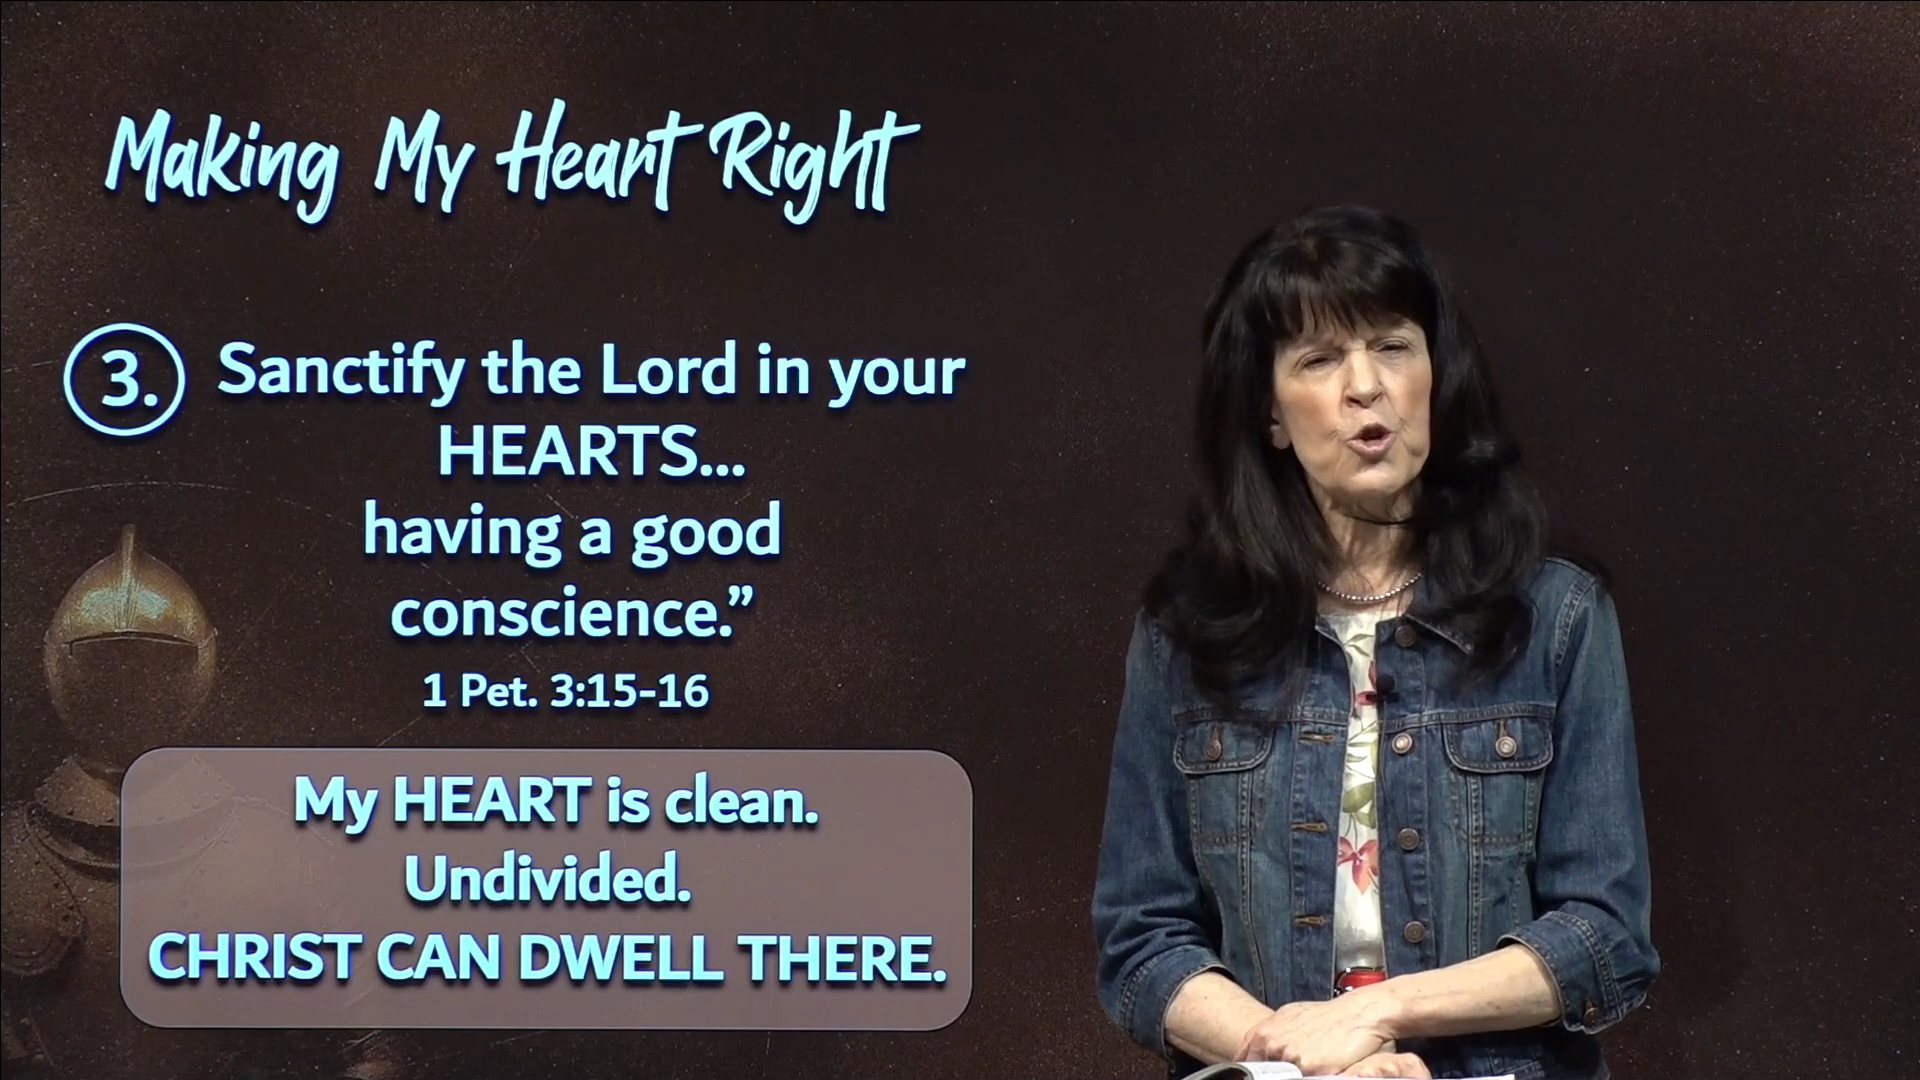 Making My Heart Right
3. Sanctify the Lord in your
HEARTS...
having a good
conscience.”
1 Pet. 3:15-16
My HEART is clean.
Undivided.
CHRIST CAN DWELL THERE.